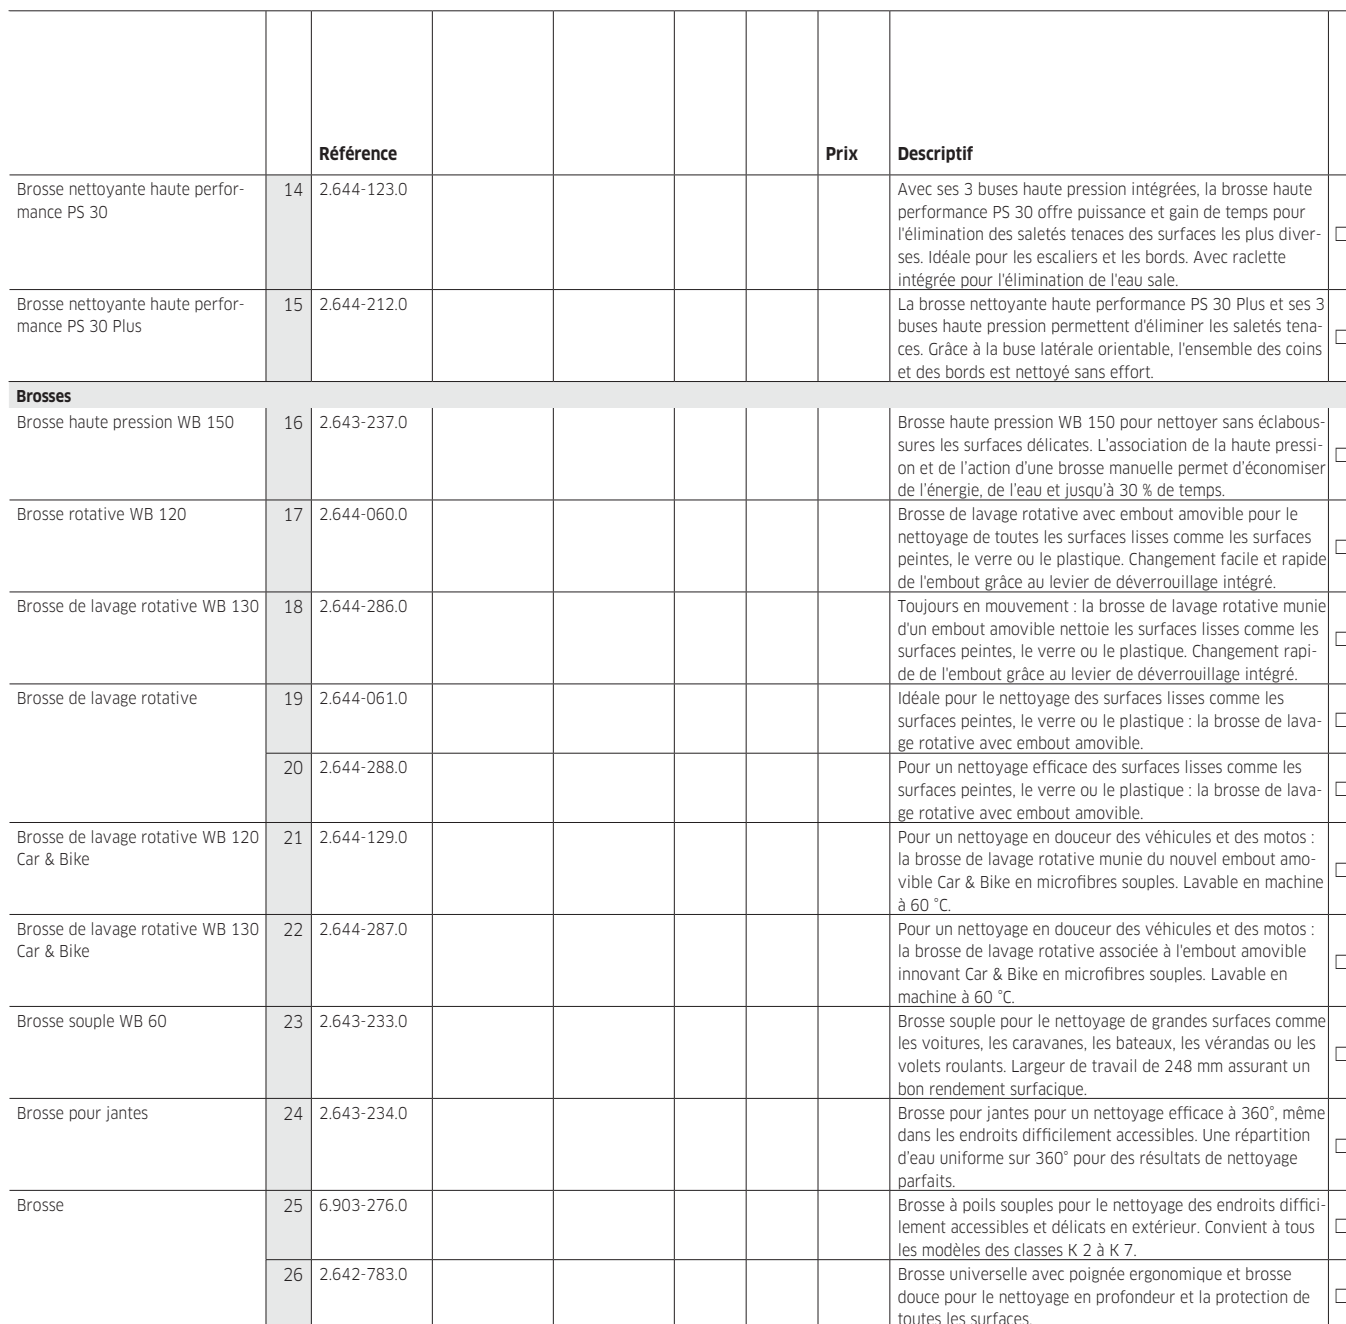 Référence Prix Descriptif
Brosse nettoyante haute perfor- 14 2.644-123.0 Avec ses 3 buses haute pression intégrées, la brosse haute
mance PS 30 performance PS 30 offre puissance et gain de temps pour
l'élimination des saletés tenaces des surfaces les plus diver-
ses. Idéale pour les escaliers et les bords. Avec raclette
intégrée pour l'élimination de l'eau sale.
Brosse nettoyante haute perfor- 15 2.644-212.0 La brosse nettoyante haute performance PS 30 Plus et ses 3
mance PS 30 Plus buses haute pression permettent d'éliminer les saletés tena-
ces. Grâce à la buse latérale orientable, l'ensemble des coins
et des bords est nettoyé sans effort.
Brosses
Brosse haute pression WB 150 16 2.643-237.0 Brosse haute pression WB 150 pour nettoyer sans éclabous-
sures les surfaces délicates. L’association de la haute pressi-
on et de l’action d’une brosse manuelle permet d’économiser
de l’énergie, de l’eau et jusqu’à 30 % de temps.
Brosse rotative WB 120 17 2.644-060.0 Brosse de lavage rotative avec embout amovible pour le
nettoyage de toutes les surfaces lisses comme les surfaces
peintes, le verre ou le plastique. Changement facile et rapide
de l'embout grâce au levier de déverrouillage intégré.
Brosse de lavage rotative WB 130 18 2.644-286.0 Toujours en mouvement : la brosse de lavage rotative munie
d'un embout amovible nettoie les surfaces lisses comme les
surfaces peintes, le verre ou le plastique. Changement rapi-
de de l'embout grâce au levier de déverrouillage intégré.
Brosse de lavage rotative 19 2.644-061.0 Idéale pour le nettoyage des surfaces lisses comme les
surfaces peintes, le verre ou le plastique : la brosse de lava-
ge rotative avec embout amovible.
20 2.644-288.0 Pour un nettoyage efficace des surfaces lisses comme les
surfaces peintes, le verre ou le plastique : la brosse de lava-
ge rotative avec embout amovible.
Brosse de lavage rotative WB 120 21 2.644-129.0 Pour un nettoyage en douceur des véhicules et des motos :
Car & Bike la brosse de lavage rotative munie du nouvel embout amo-
vible Car & Bike en microfibres souples. Lavable en machine
à 60 °C.
Brosse de lavage rotative WB 130 22 2.644-287.0 Pour un nettoyage en douceur des véhicules et des motos :
Car & Bike la brosse de lavage rotative associée à l'embout amovible
innovant Car & Bike en microfibres souples. Lavable en
machine à 60 °C.
Brosse souple WB 60 23 2.643-233.0 Brosse souple pour le nettoyage de grandes surfaces comme
les voitures, les caravanes, les bateaux, les vérandas ou les
volets roulants. Largeur de travail de 248 mm assurant un
bon rendement surfacique.
Brosse pour jantes 24 2.643-234.0 Brosse pour jantes pour un nettoyage efficace à 360°, même
dans les endroits difficilement accessibles. Une répartition
d'eau uniforme sur 360° pour des résultats de nettoyage
parfaits.
Brosse 25 6.903-276.0 Brosse à poils souples pour le nettoyage des endroits diffici-
lement accessibles et délicats en extérieur. Convient à tous
les modèles des classes K 2 à K 7.
26 2.642-783.0 Brosse universelle avec poignée ergonomique et brosse
douce pour le nettoyage en profondeur et la protection de
toutes les surfaces.